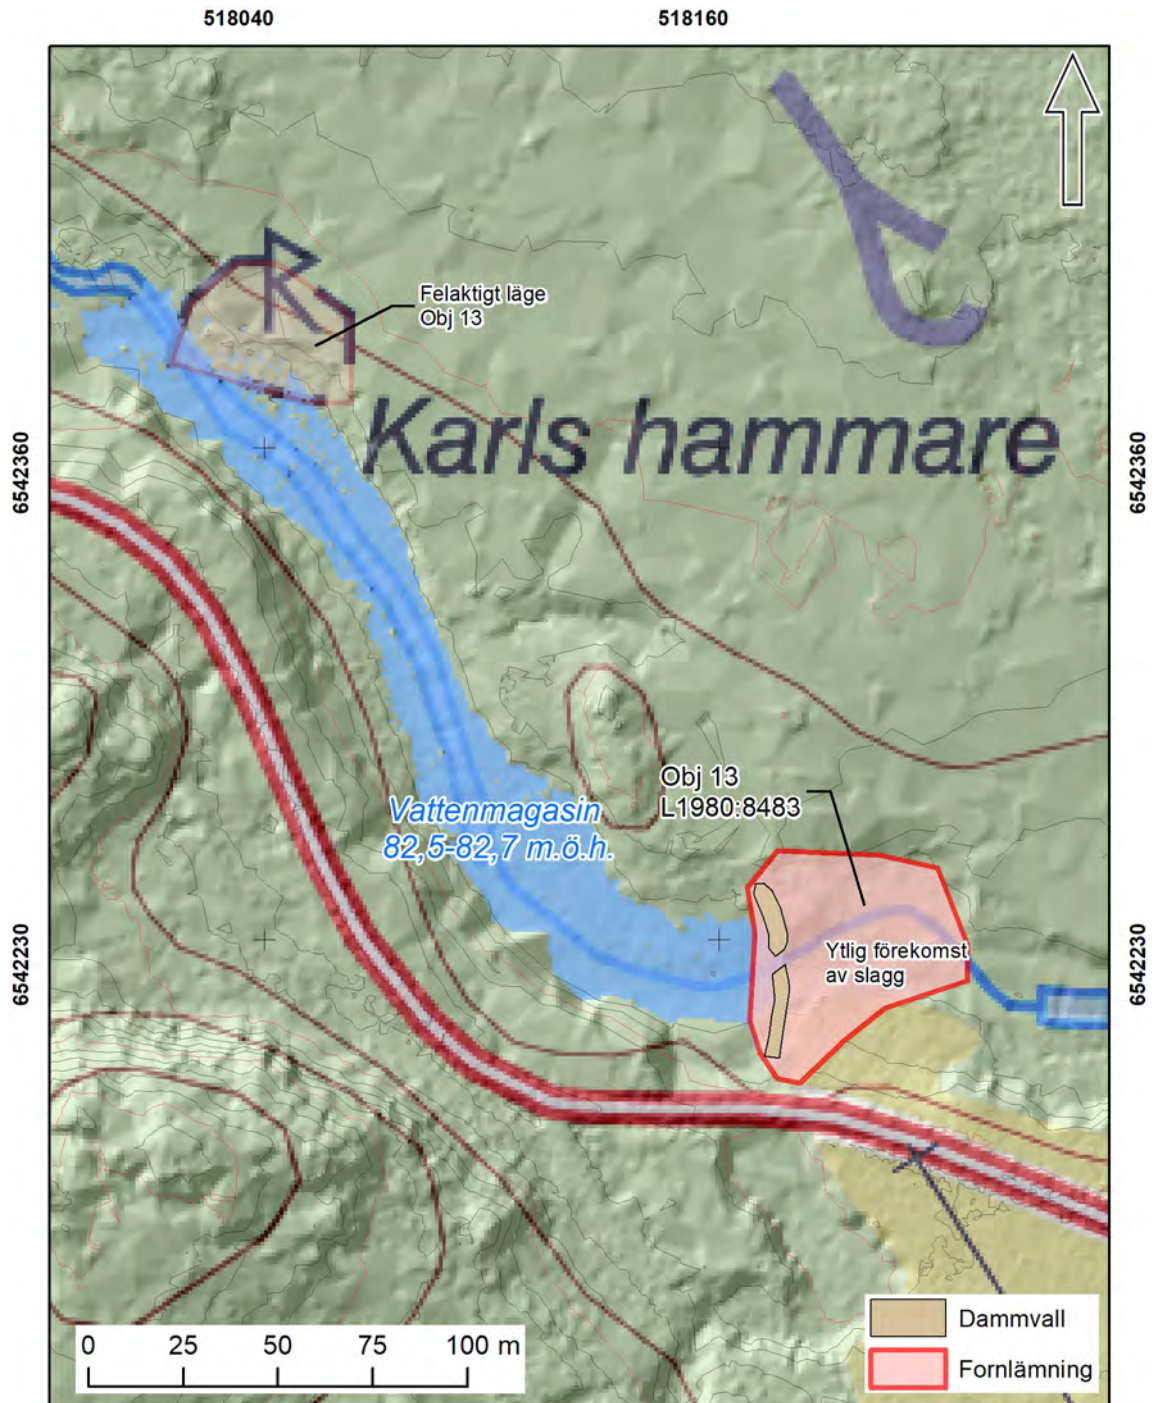 518040
518160
R
Felaktigt läge
Obj 13
Karls hammare
6542360
6542360
Obj 13
L1980:8483
Vattenmagasin
82,5-82,7 m.ö.h.
6542230
6542230
Ytlig förekomst
av slagg
Dammvall
Fornlämning
0 25 50 75 100 m